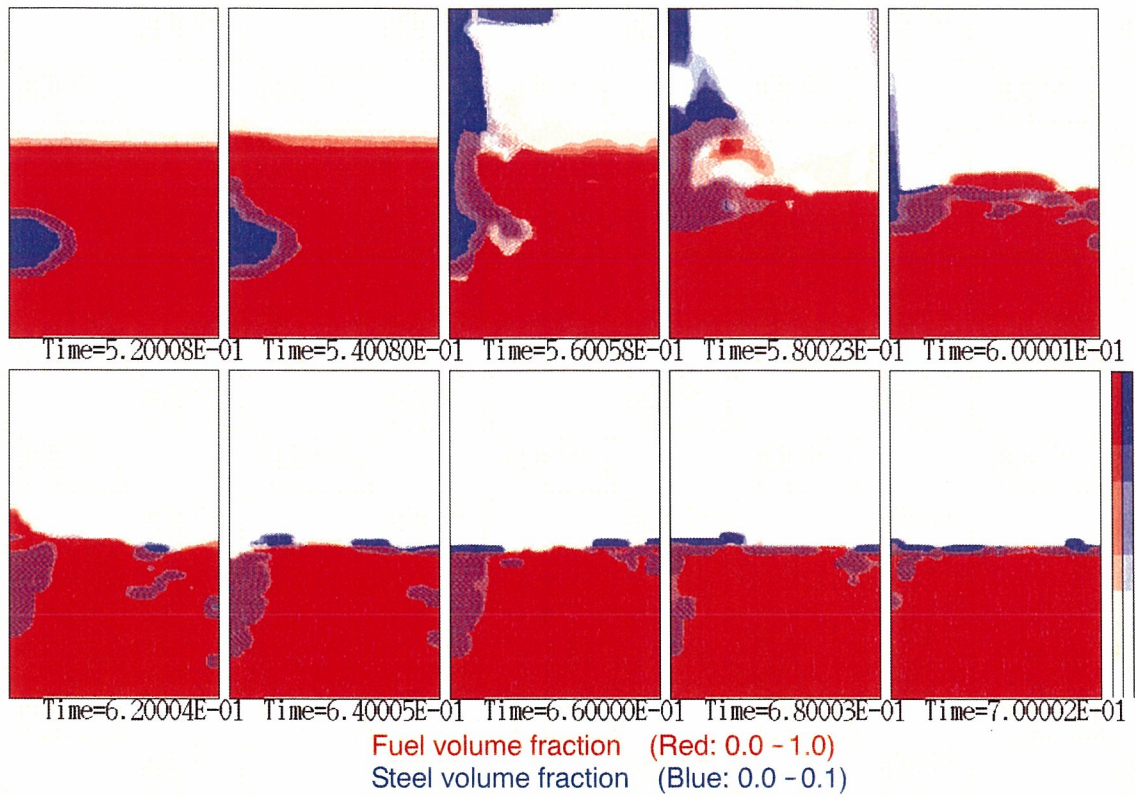 Time=5.20008E-01 Time=5.40080E-01 Time=5.60058E-01 Time=5.80023E-01 Time=6.00001E-01
Time=6.20004E-01 Time=6.40005E-01 Time=6.60000E-01 Time=6.80003E-01 Time=7.00002E-01
Fuel volume fraction (Red: 0.0 - 1.0)
Steel volume fraction (Blue: 0.0 - 0.1)